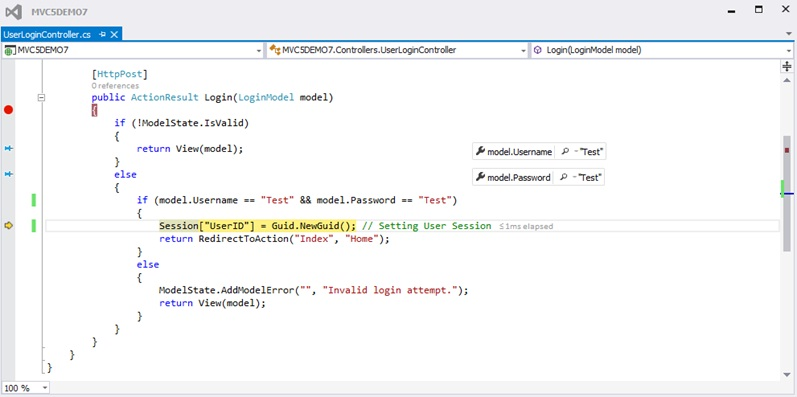 MVC5DEMO7
UserLoginController.cs
MVC5DEMO7 MVC5DEMO7.Controllers.UserLoginController Login(LoginModel model)
[HttpPost]
0 references
public ActionResult Login(LoginModel model)
{
if (!ModelState.IsValid)
{
return View(model); model.Username "Test"
}
else model.Password "Test"
{
if (model.Username == "Test" && model.Password == "Test")
{
Session["UserID"] = Guid.NewGuid(); // Setting User Session ≤1ms elapsed
return RedirectToAction("Index", "Home");
}
else
{
ModelState.AddModelError("", "Invalid login attempt.");
return View(model);
}
}
}
}
}
100 %